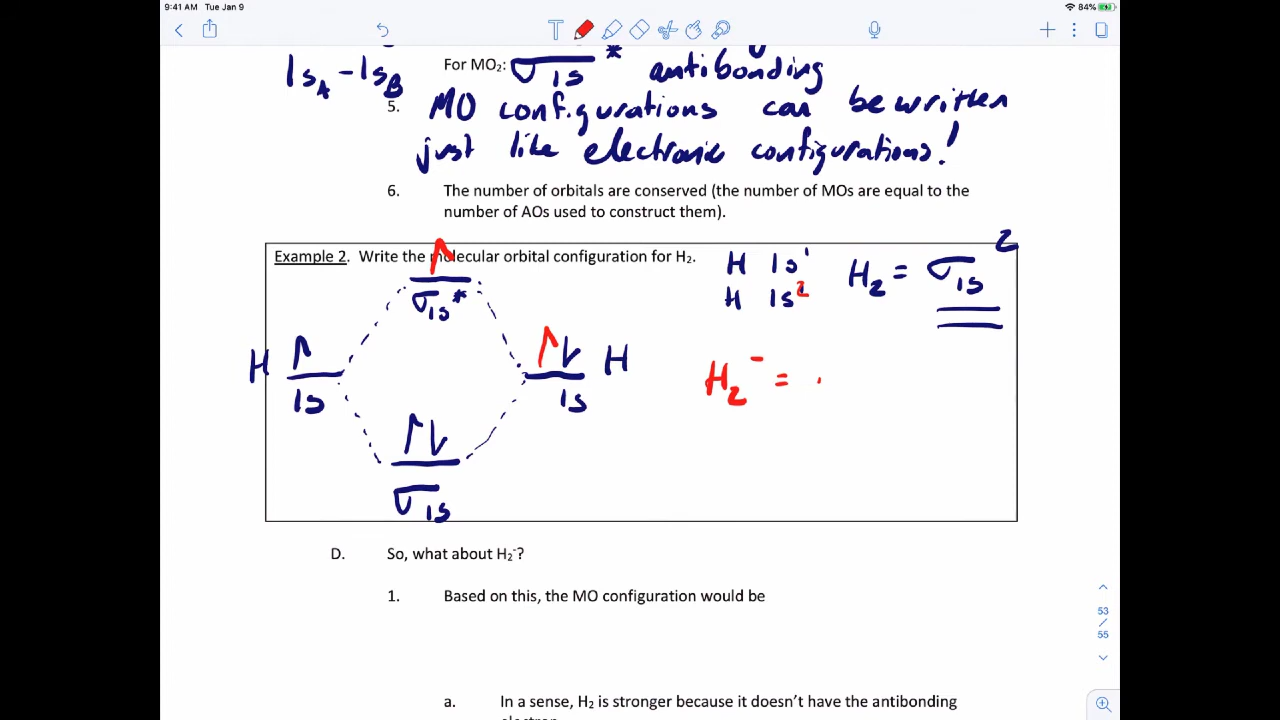 9:41 AM Tue Jan 9
84%
For MO₂: σ1s * antibonding
1sA - 1sB
5. MO configurations can be written
just like electronic configurations!
6. The number of orbitals are conserved (the number of MOs are equal to the
number of AOs used to construct them).
Example 2. Write the molecular orbital configuration for H₂.
H 1s¹
H 1s²
H₂ = σ1s²
σ1s*
H 1s
1s H
σ1s
H₂⁻ =
D. So, what about H₂⁻?
1. Based on this, the MO configuration would be
53
/
55
a. In a sense, H₂ is stronger because it doesn't have the antibonding
electron